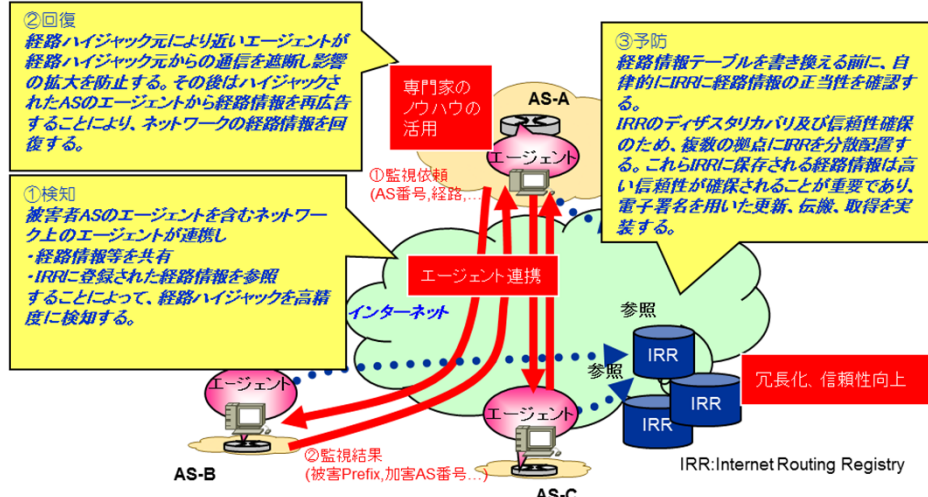 ②回復
経路ハイジャック元により近いエージェントが
経路ハイジャック元からの通信を遮断し影響
の拡大を防止する。その後はハイジャックさ
れたASのエージェントから経路情報を再広告
することにより、ネットワークの経路情報を回
復する。
①検知
被害者ASのエージェントを含むネットワー
ク上のエージェントが連携し
・経路情報等を共有
・IRRに登録された経路情報を参照
することによって、経路ハイジャックを高精
度に検知する。
専門家の
ノウハウの
活用
AS-A
エージェント
①監視依頼
(AS番号,経路,…
③予防
経路情報テーブルを書き換える前に、自
律的にIRRに経路情報の正当性を確認す
る。
IRRのディザスタリカバリ及び信頼性確保
のため、複数の拠点にIRRを分散配置す
る。これらIRRに保存される経路情報は高
い信頼性が確保されることが重要であり、
電子署名を用いた更新、伝搬、取得を実
装する。
エージェント連携
インターネット
参照
参照
IRR
IRR
IRR
冗長化、信頼性向上
エージェント
AS-B
②監視結果
(被害Prefix,加害AS番号…)
エージェント
AS-C
IRR:Internet Routing Registry